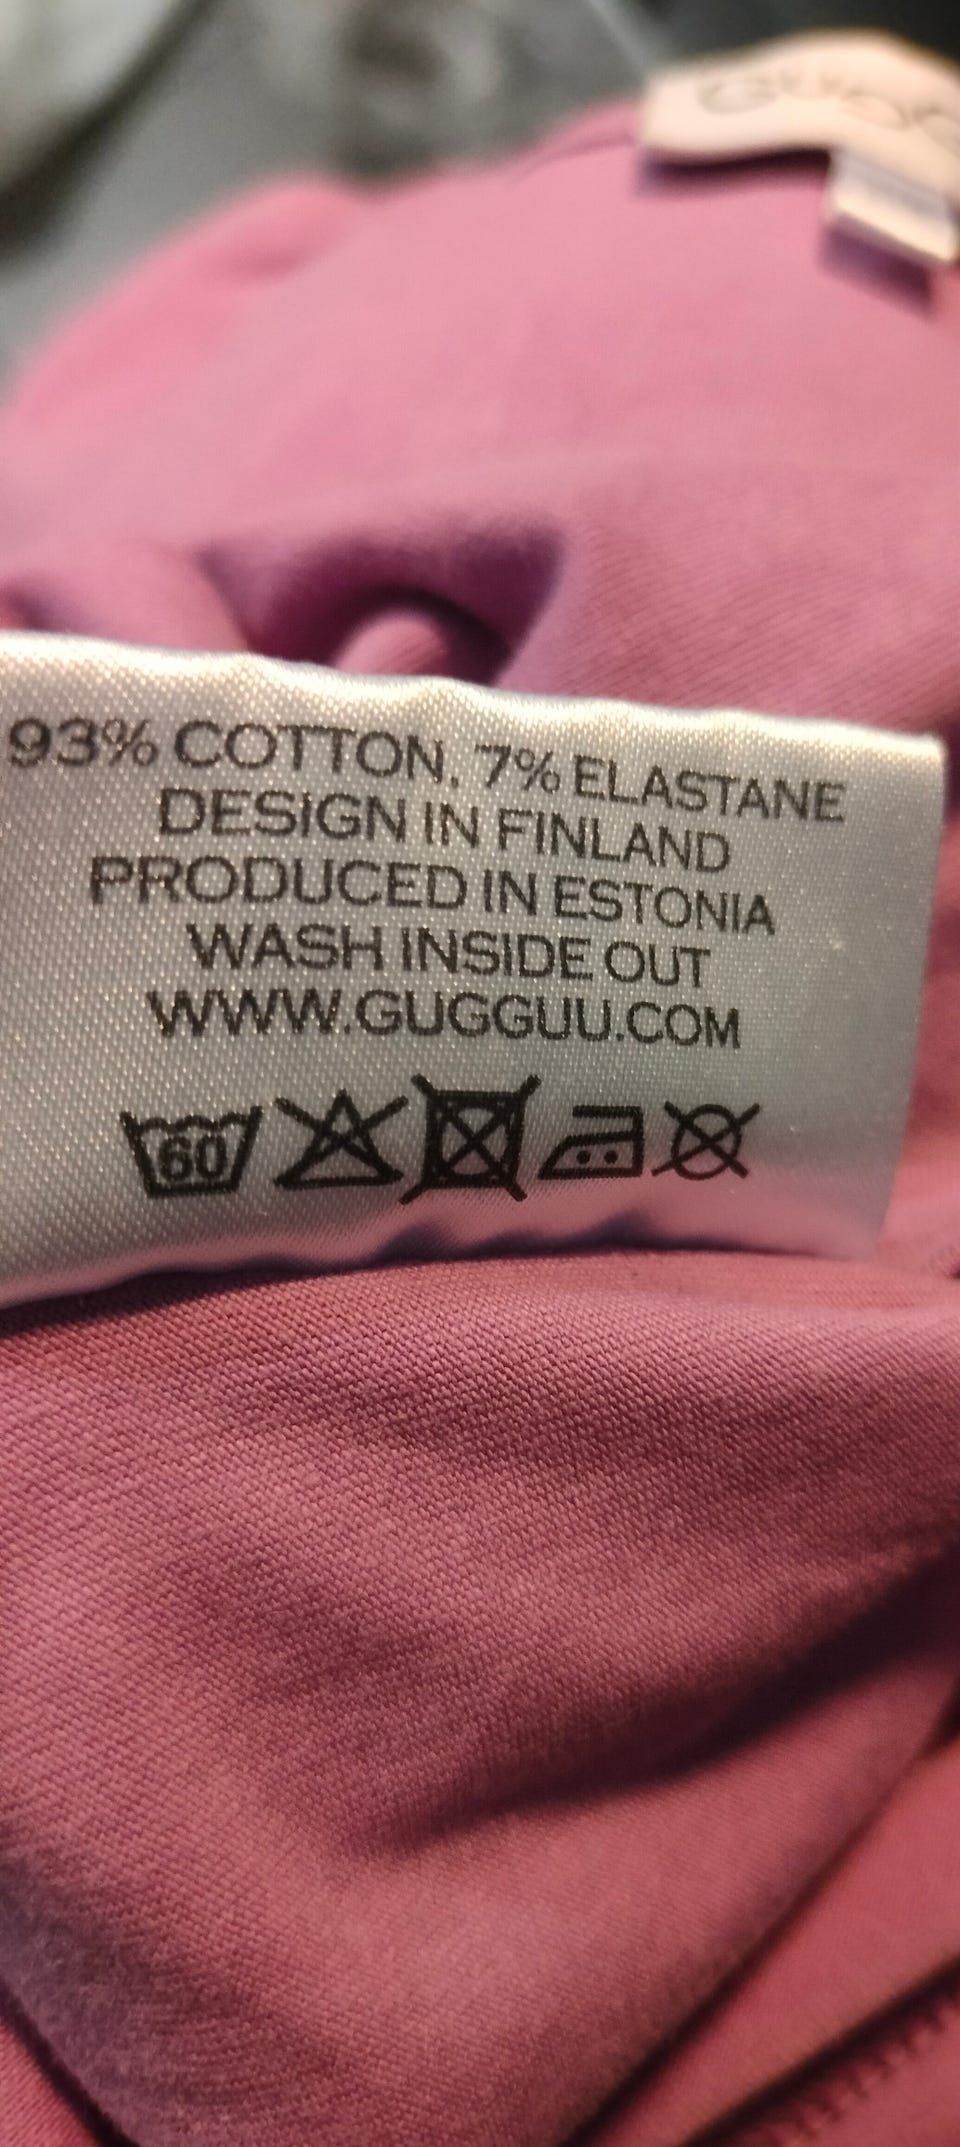 93% COTTON, 7% ELASTANE
DESIGN IN FINLAND
PRODUCED IN ESTONIA
WASH INSIDE OUT
WWW.GUGGUU.COM
60